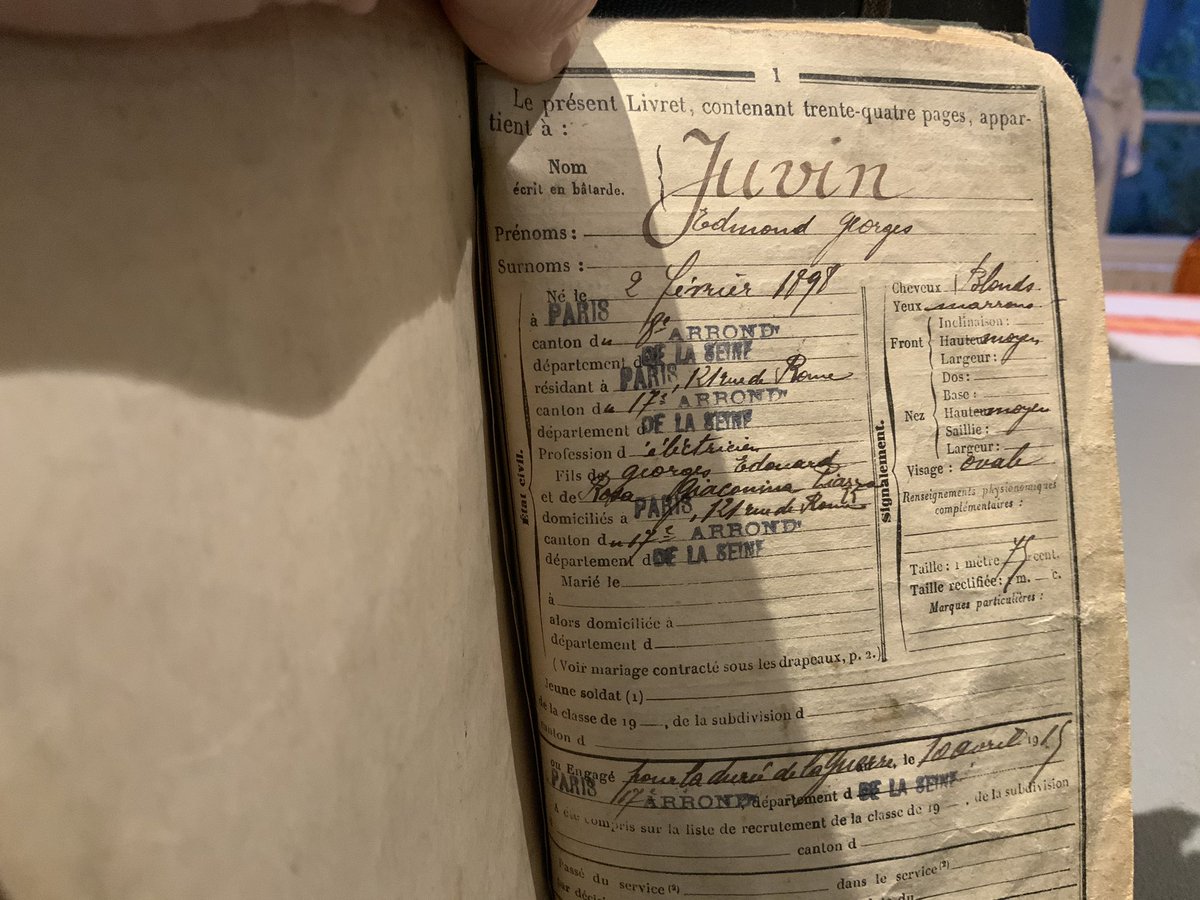 1
Le présent Livret, contenant trente-quatre pages, appar-
tient à :
Nom
écrit en bâtarde.
Juvin
Prénoms : Edmond Georges
Surnoms :
État civil.
Né le 2 février 1898
à PARIS
canton du 8e ARRONDt
département d DE LA SEINE
résidant à PARIS, 121 rue de Rome
canton du 17e ARRONDt
département d DE LA SEINE
Profession d'électricien
Fils de Georges Edouard
et de Rosa Giacomina
domiciliés à PARIS, 121 rue de Rome
canton du 17e ARRONDt
département d DE LA SEINE
Marié le
à
alors domiciliée à
département d
(Voir mariage contracté sous les drapeaux, p. 2.)
signalement.
Cheveux Blonds
Yeux marrons
Front
Inclinaison :
Hauteur moyen
Largeur :
Nez
Dos :
Base :
Hauteur moyen
Saillie :
Largeur :
Visage : ovale
Renseignements physionomiques
complémentaires :
Taille : 1 mètre 75 cent.
Taille rectifiée : 1 m. c.
Marques particulières :
Jeune soldat (1)
de la classe de 19 , de la subdivision d
canton d
ou Engagé pour la durée de la guerre, le 10 avril 1915
PARIS 17e ARRONDt, département d DE LA SEINE
A été compris sur la liste de recrutement de la classe de 19 , de la subdivision
canton d
Passé du service (2) dans le service (2)